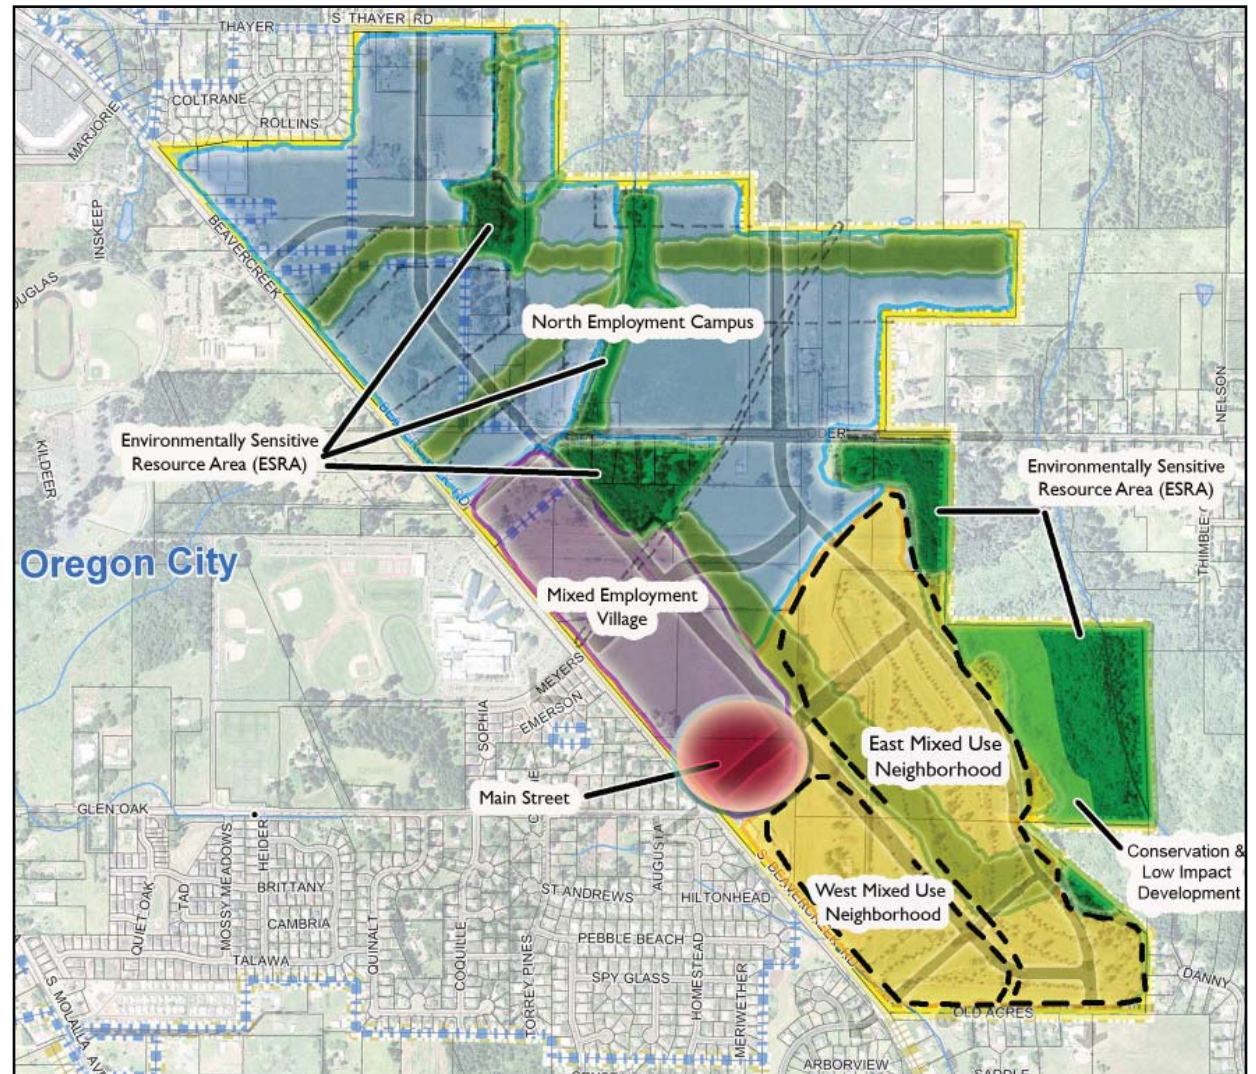 S THAYER RD
THAYER
COLTRANE
ROLLINS
MARJORIE
INSKEEP
BEAVERCREEK
DOUGLAS
North Employment Campus
NELSON
Environmentally Sensitive
Resource Area (ESRA)
KILDEER
Environmentally Sensitive
Resource Area (ESRA)
THIMBLE
Oregon City
Mixed Employment
Village
MEYERS
EMERSON
SOPHIA
East Mixed Use
Neighborhood
Main Street
GLEN OAK
Conservation &
Low Impact
Development
HEIDER
MOSSY MEADOWS
TAD
QUIET OAK
BRITTANY
CAMBRIA
TALAWA
QUINALT
COQUILLE
ST ANDREWS
AUGUSTA
HILTONHEAD
West Mixed Use
Neighborhood
PEBBLE BEACH
SPY GLASS
TORREY PINES
HOMESTEAD
MERIWETHER
DANNY
OLD ACRES
S MOLALLA AV
ARBORVIEW